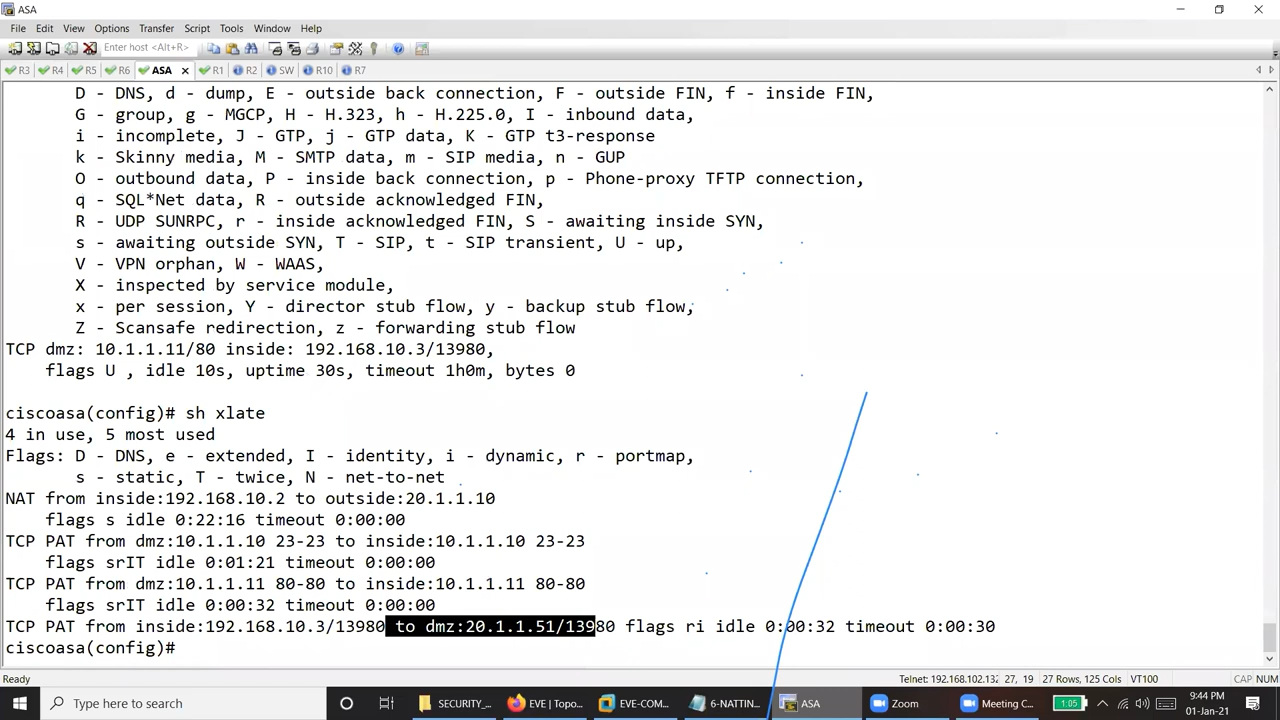 ASA
File Edit View Options Transfer Script Tools Window Help
Enter host <Alt+R>
R3 R4 R5 R6 ASA R1 R2 SW R10 R7
D - DNS, d - dump, E - outside back connection, F - outside FIN, f - inside FIN,
G - group, g - MGCP, H - H.323, h - H.225.0, I - inbound data,
i - incomplete, J - GTP, j - GTP data, K - GTP t3-response
k - Skinny media, M - SMTP data, m - SIP media, n - GUP
O - outbound data, P - inside back connection, p - Phone-proxy TFTP connection,
q - SQL*Net data, R - outside acknowledged FIN,
R - UDP SUNRPC, r - inside acknowledged FIN, S - awaiting inside SYN,
s - awaiting outside SYN, T - SIP, t - SIP transient, U - up,
V - VPN orphan, W - WAAS,
X - inspected by service module,
x - per session, Y - director stub flow, y - backup stub flow,
Z - Scansafe redirection, z - forwarding stub flow
TCP dmz: 10.1.1.11/80 inside: 192.168.10.3/13980,
flags U , idle 10s, uptime 30s, timeout 1h0m, bytes 0
ciscoasa(config)# sh xlate
4 in use, 5 most used
Flags: D - DNS, e - extended, I - identity, i - dynamic, r - portmap,
s - static, T - twice, N - net-to-net
NAT from inside:192.168.10.2 to outside:20.1.1.10
flags s idle 0:22:16 timeout 0:00:00
TCP PAT from dmz:10.1.1.10 23-23 to inside:10.1.1.10 23-23
flags srIT idle 0:01:21 timeout 0:00:00
TCP PAT from dmz:10.1.1.11 80-80 to inside:10.1.1.11 80-80
flags srIT idle 0:00:32 timeout 0:00:00
TCP PAT from inside:192.168.10.3/13980 to dmz:20.1.1.51/13980 flags ri idle 0:00:32 timeout 0:00:30
ciscoasa(config)#
Ready Telnet: 192.168.102.132 27, 19 27 Rows, 125 Cols VT100 CAP NUM
Type here to search SECURITY_... EVE | Topo... EVE-COM... 6-NATTIN... ASA Zoom Meeting C... 1:05 9:44 PM
01-Jan-21